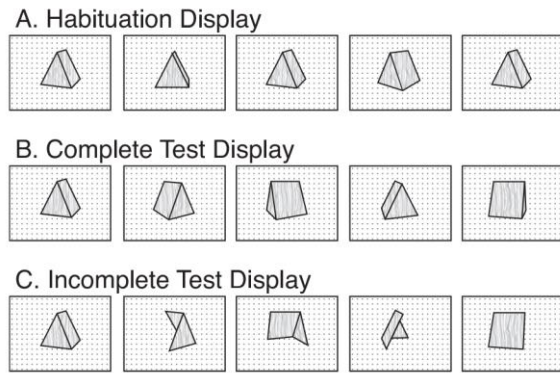 A. Habituation Display
B. Complete Test Display
C. Incomplete Test Display